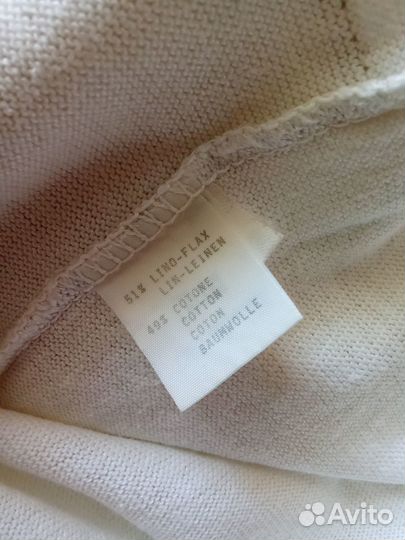 51% LINO-FLAX
LIN-LEINEN
49% COTONE
COTTON
COTON
BAUMWOLLE
Avito